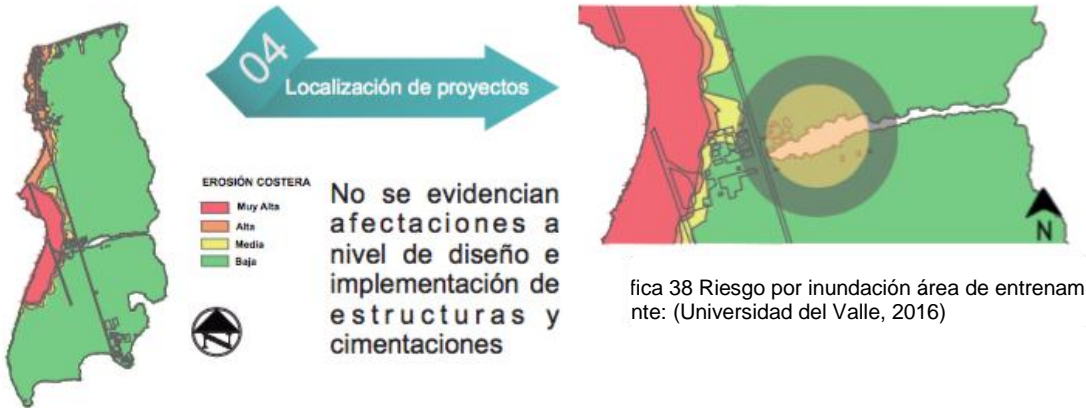 04
Localización de proyectos
EROSIÓN COSTERA
Muy Alta
Alta
Media
Baja
No se evidencian
afectaciones a
nivel de diseño e
implementación de
estructuras y
cimentaciones
N
N
fica 38 Riesgo por inundación área de entrenam
nte: (Universidad del Valle, 2016)